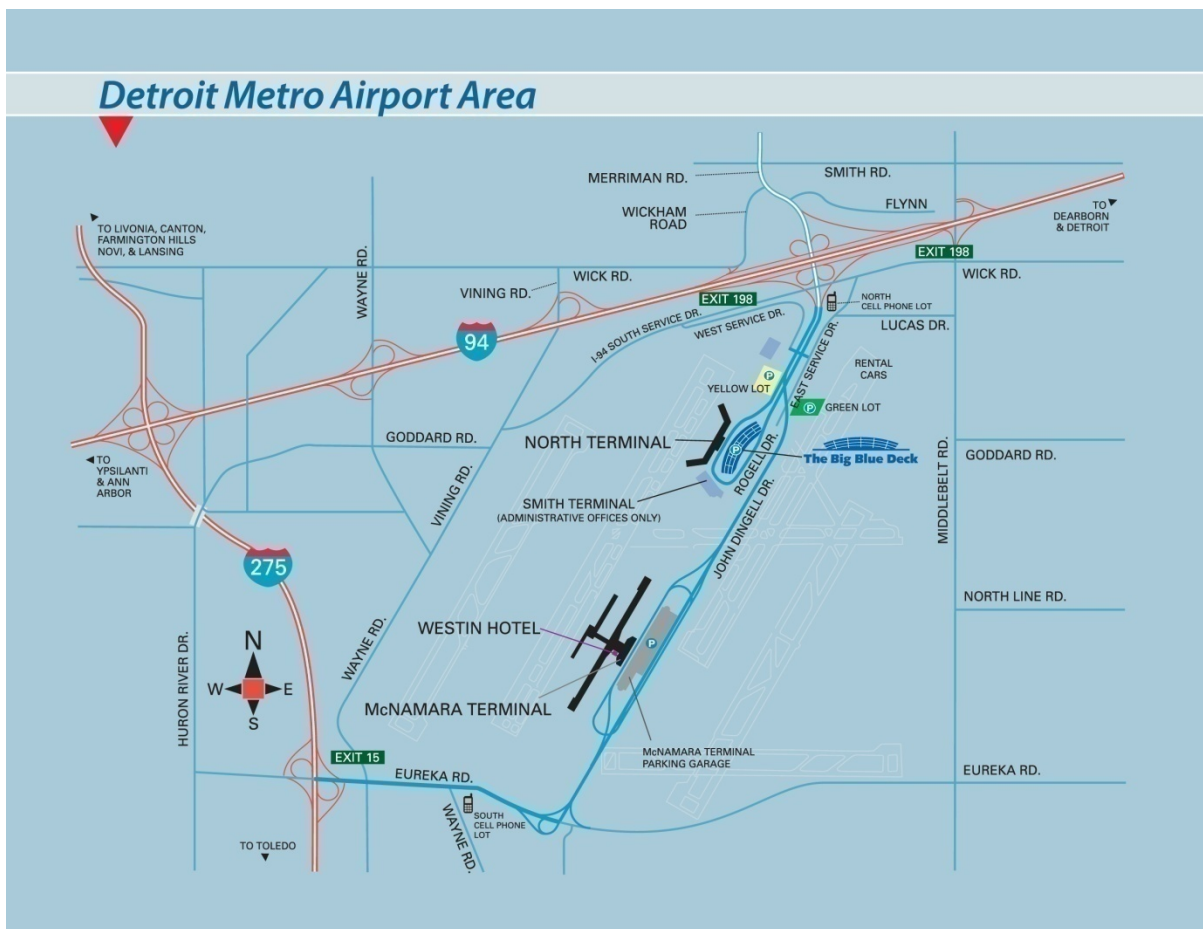 Detroit Metro Airport Area
MERRIMAN RD.
SMITH RD.
WICKHAM
ROAD
FLYNN
TO
DEARBORN
& DETROIT
TO LIVONIA, CANTON,
FARMINGTON HILLS
NOVI, & LANSING
WAYNE RD.
EXIT 198
WICK RD.
VINING RD.
WICK RD.
EXIT 198
NORTH
CELL PHONE LOT
I-94 SOUTH SERVICE DR.
WEST SERVICE DR.
LUCAS DR.
94
EAST SERVICE DR.
RENTAL
CARS
P
YELLOW LOT
P
GREEN LOT
GODDARD RD.
NORTH TERMINAL
P
The Big Blue Deck
GODDARD RD.
TO
YPSILANTI
& ANN
ARBOR
VINING RD.
ROGELL DR.
MIDDLEBELT RD.
SMITH TERMINAL
(ADMINISTRATIVE OFFICES ONLY)
JOHN DINGELL DR.
275
NORTH LINE RD.
WESTIN HOTEL
P
WAYNE RD.
HURON RIVER DR.
N
W
E
S
McNAMARA TERMINAL
McNAMARA TERMINAL
PARKING GARAGE
EXIT 15
EUREKA RD.
EUREKA RD.
SOUTH
CELL PHONE
LOT
WAYNE RD.
TO TOLEDO